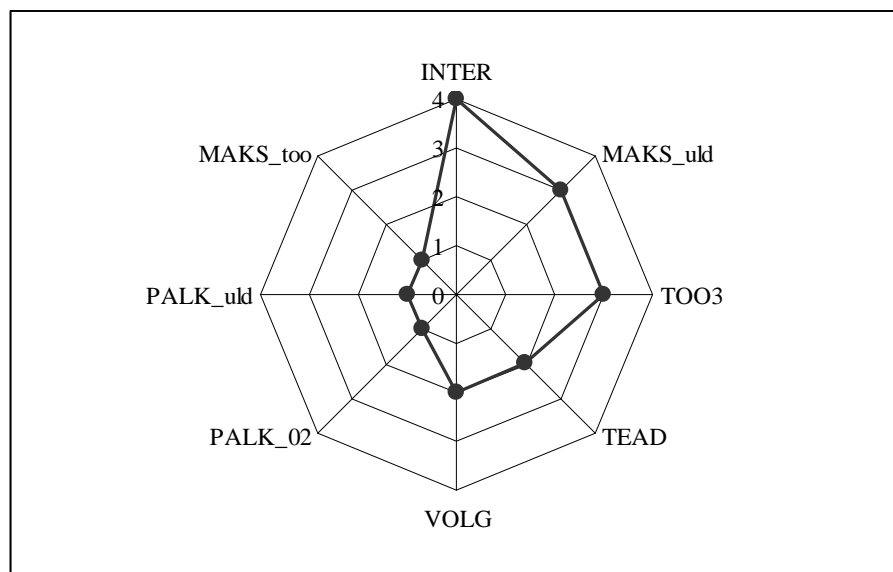 INTER
4
MAKS_too MAKS_uld
3
2
1
PALK_uld 0 TOO3
PALK_02 TEAD
VOLG